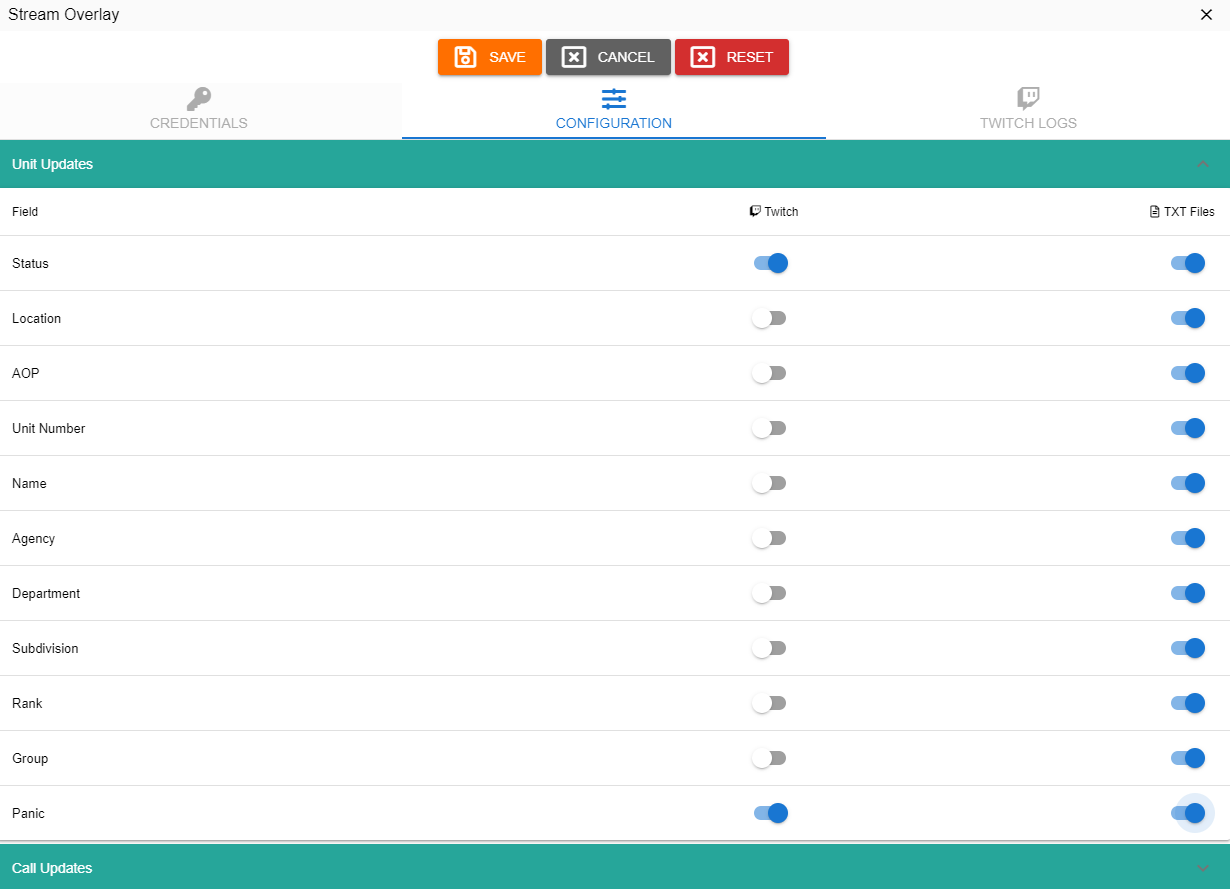 Stream Overlay
SAVE CANCEL RESET
CREDENTIALS CONFIGURATION TWITCH LOGS
Unit Updates
Field Twitch TXT Files
Status
Location
AOP
Unit Number
Name
Agency
Department
Subdivision
Rank
Group
Panic
Call Updates